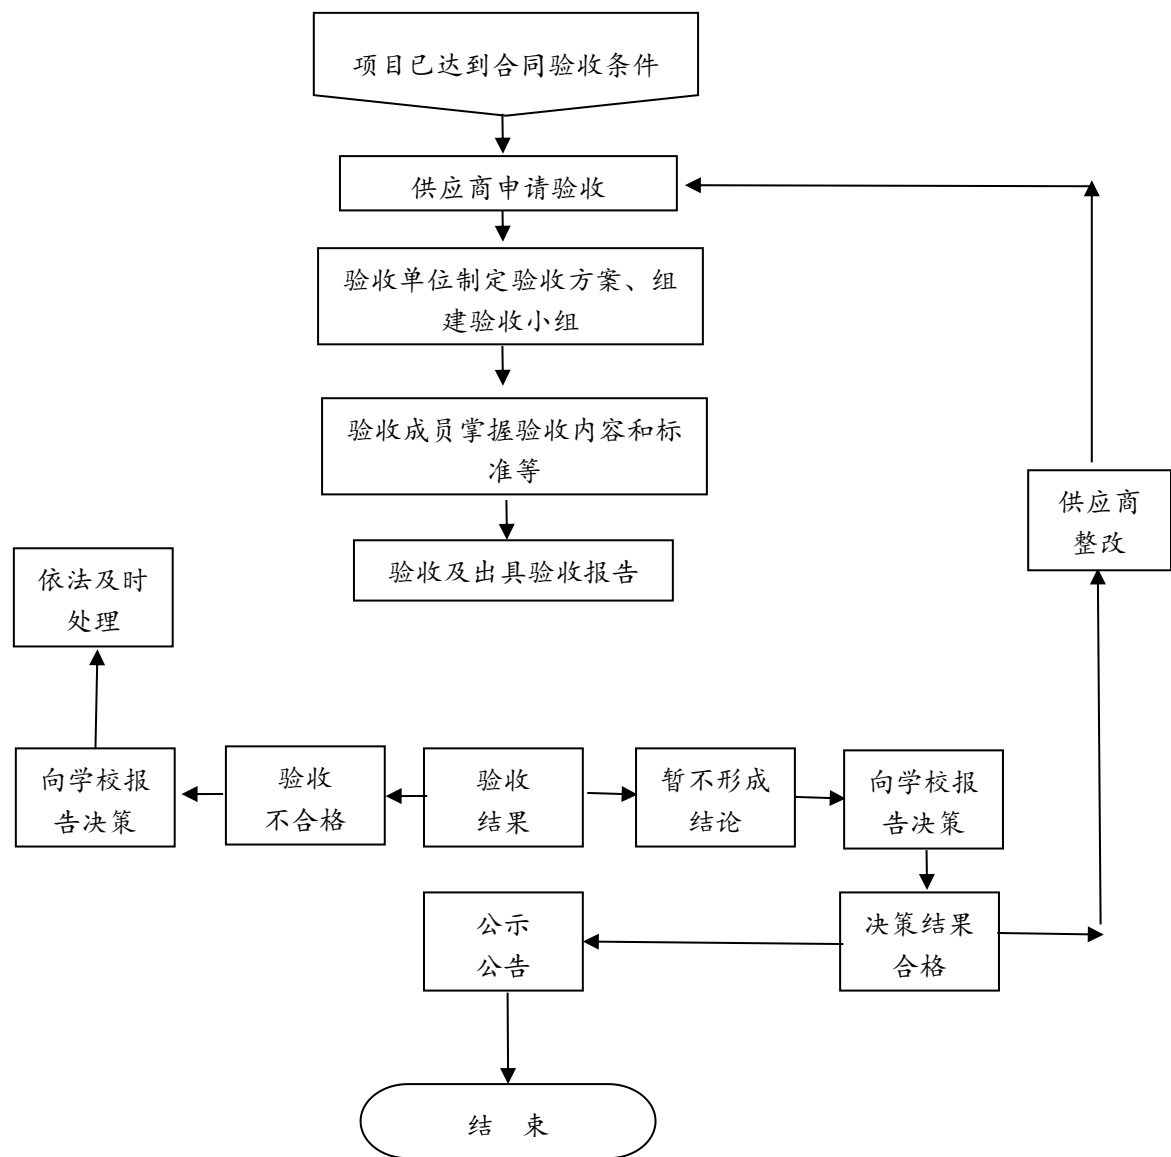 项目已达到合同验收条件
供应商申请验收
验收单位制定验收方案、组
建验收小组
验收成员掌握验收内容和标
准等
供应商
整改
验收及出具验收报告
依法及时
处理
向学校报
告决策
验收
不合格
验收
结果
暂不形成
结论
向学校报
告决策
公示
公告
决策结果
合格
结 束